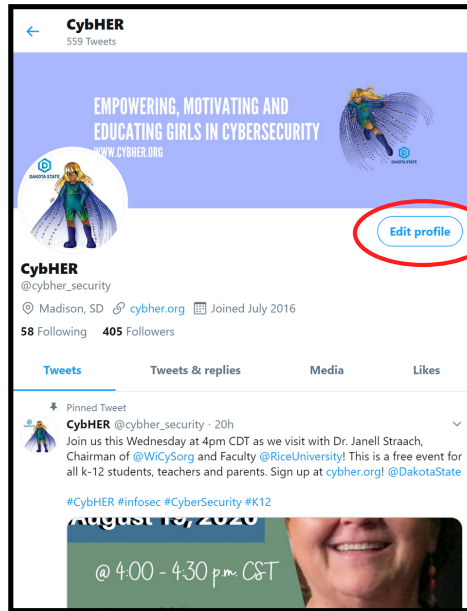 CybHER
559 Tweets
EMPOWERING, MOTIVATING AND
EDUCATING GIRLS IN CYBERSECURITY
WWW.CYBHER.ORG
DAKOTA STATE
DAKOTA STATE
Edit profile
CybHER
@cybher_security
Madison, SD cybher.org Joined July 2016
58 Following 405 Followers
Tweets Tweets & replies Media Likes
Pinned Tweet
CybHER @cybher_security · 20h
Join us this Wednesday at 4pm CDT as we visit with Dr. Janell Straach,
Chairman of @WiCySorg and Faculty @RiceUniversity! This is a free event for
all k-12 students, teachers and parents. Sign up at cybher.org! @DakotaState
#CybHER #infosec #CyberSecurity #K12
August 19, 2020
@ 4:00 - 4:30 p.m. CST